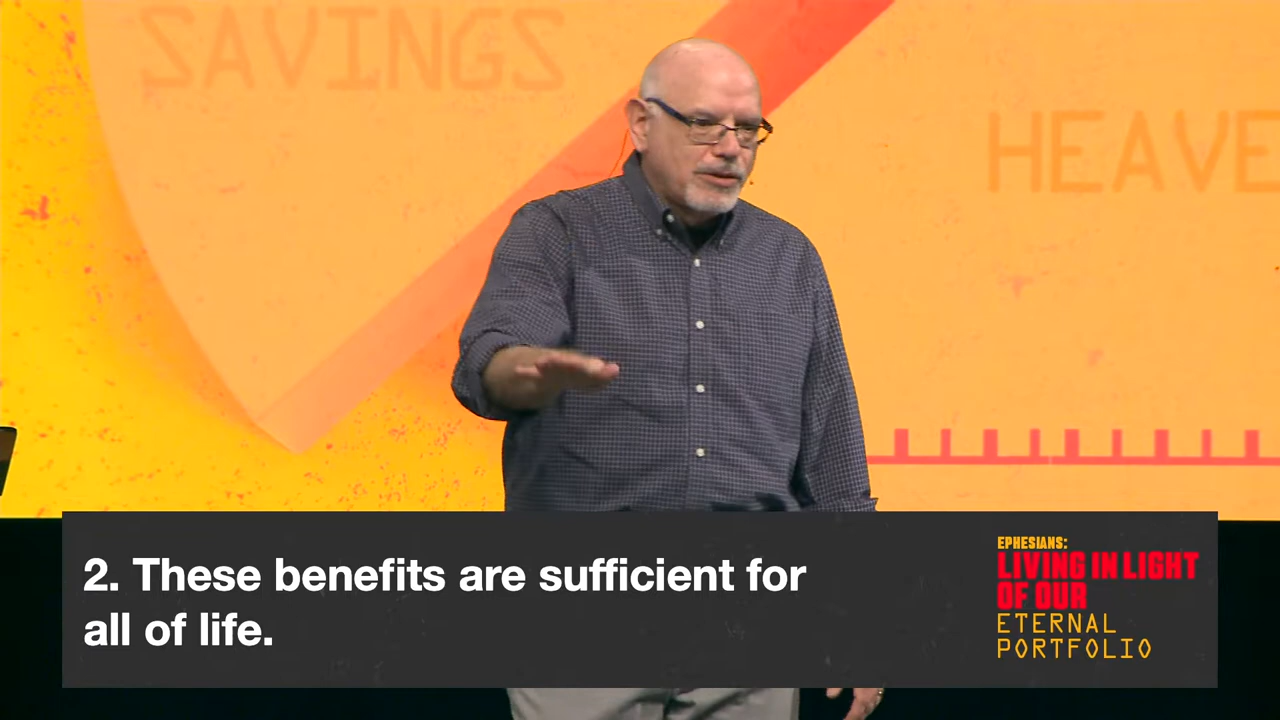 SAVINGS
HEAVE
2. These benefits are sufficient for
all of life.
EPHESIANS:
LIVING IN LIGHT
OF OUR
ETERNAL
PORTFOLIO